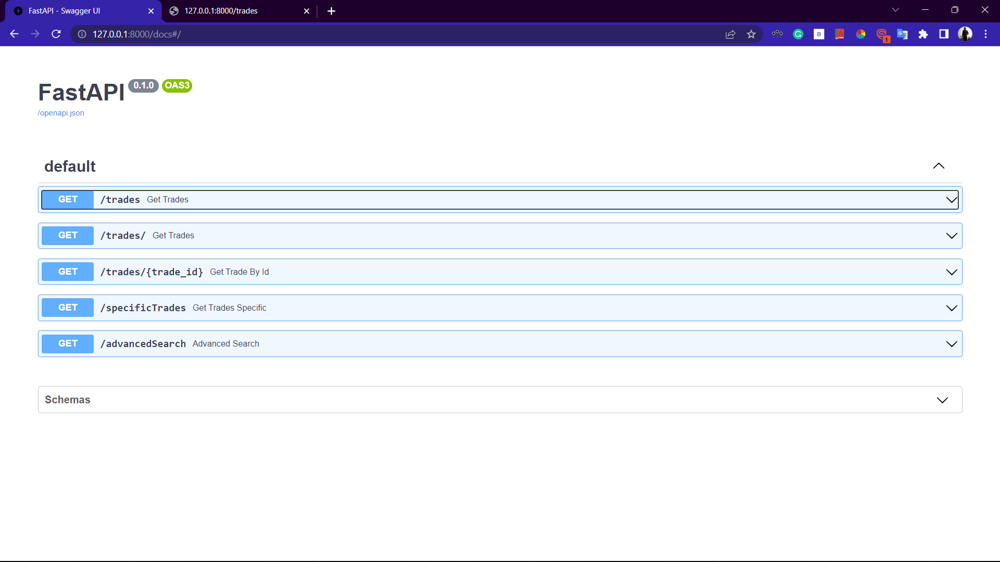 FastAPI - Swagger UI
127.0.0.1:8000/trades
127.0.0.1:8000/docs#/
B
1
FastAPI 0.1.0 OAS3
/openapi.json
default
GET /trades Get Trades
GET /trades/ Get Trades
GET /trades/{trade_id} Get Trade By Id
GET /specificTrades Get Trades Specific
GET /advancedSearch Advanced Search
Schemas